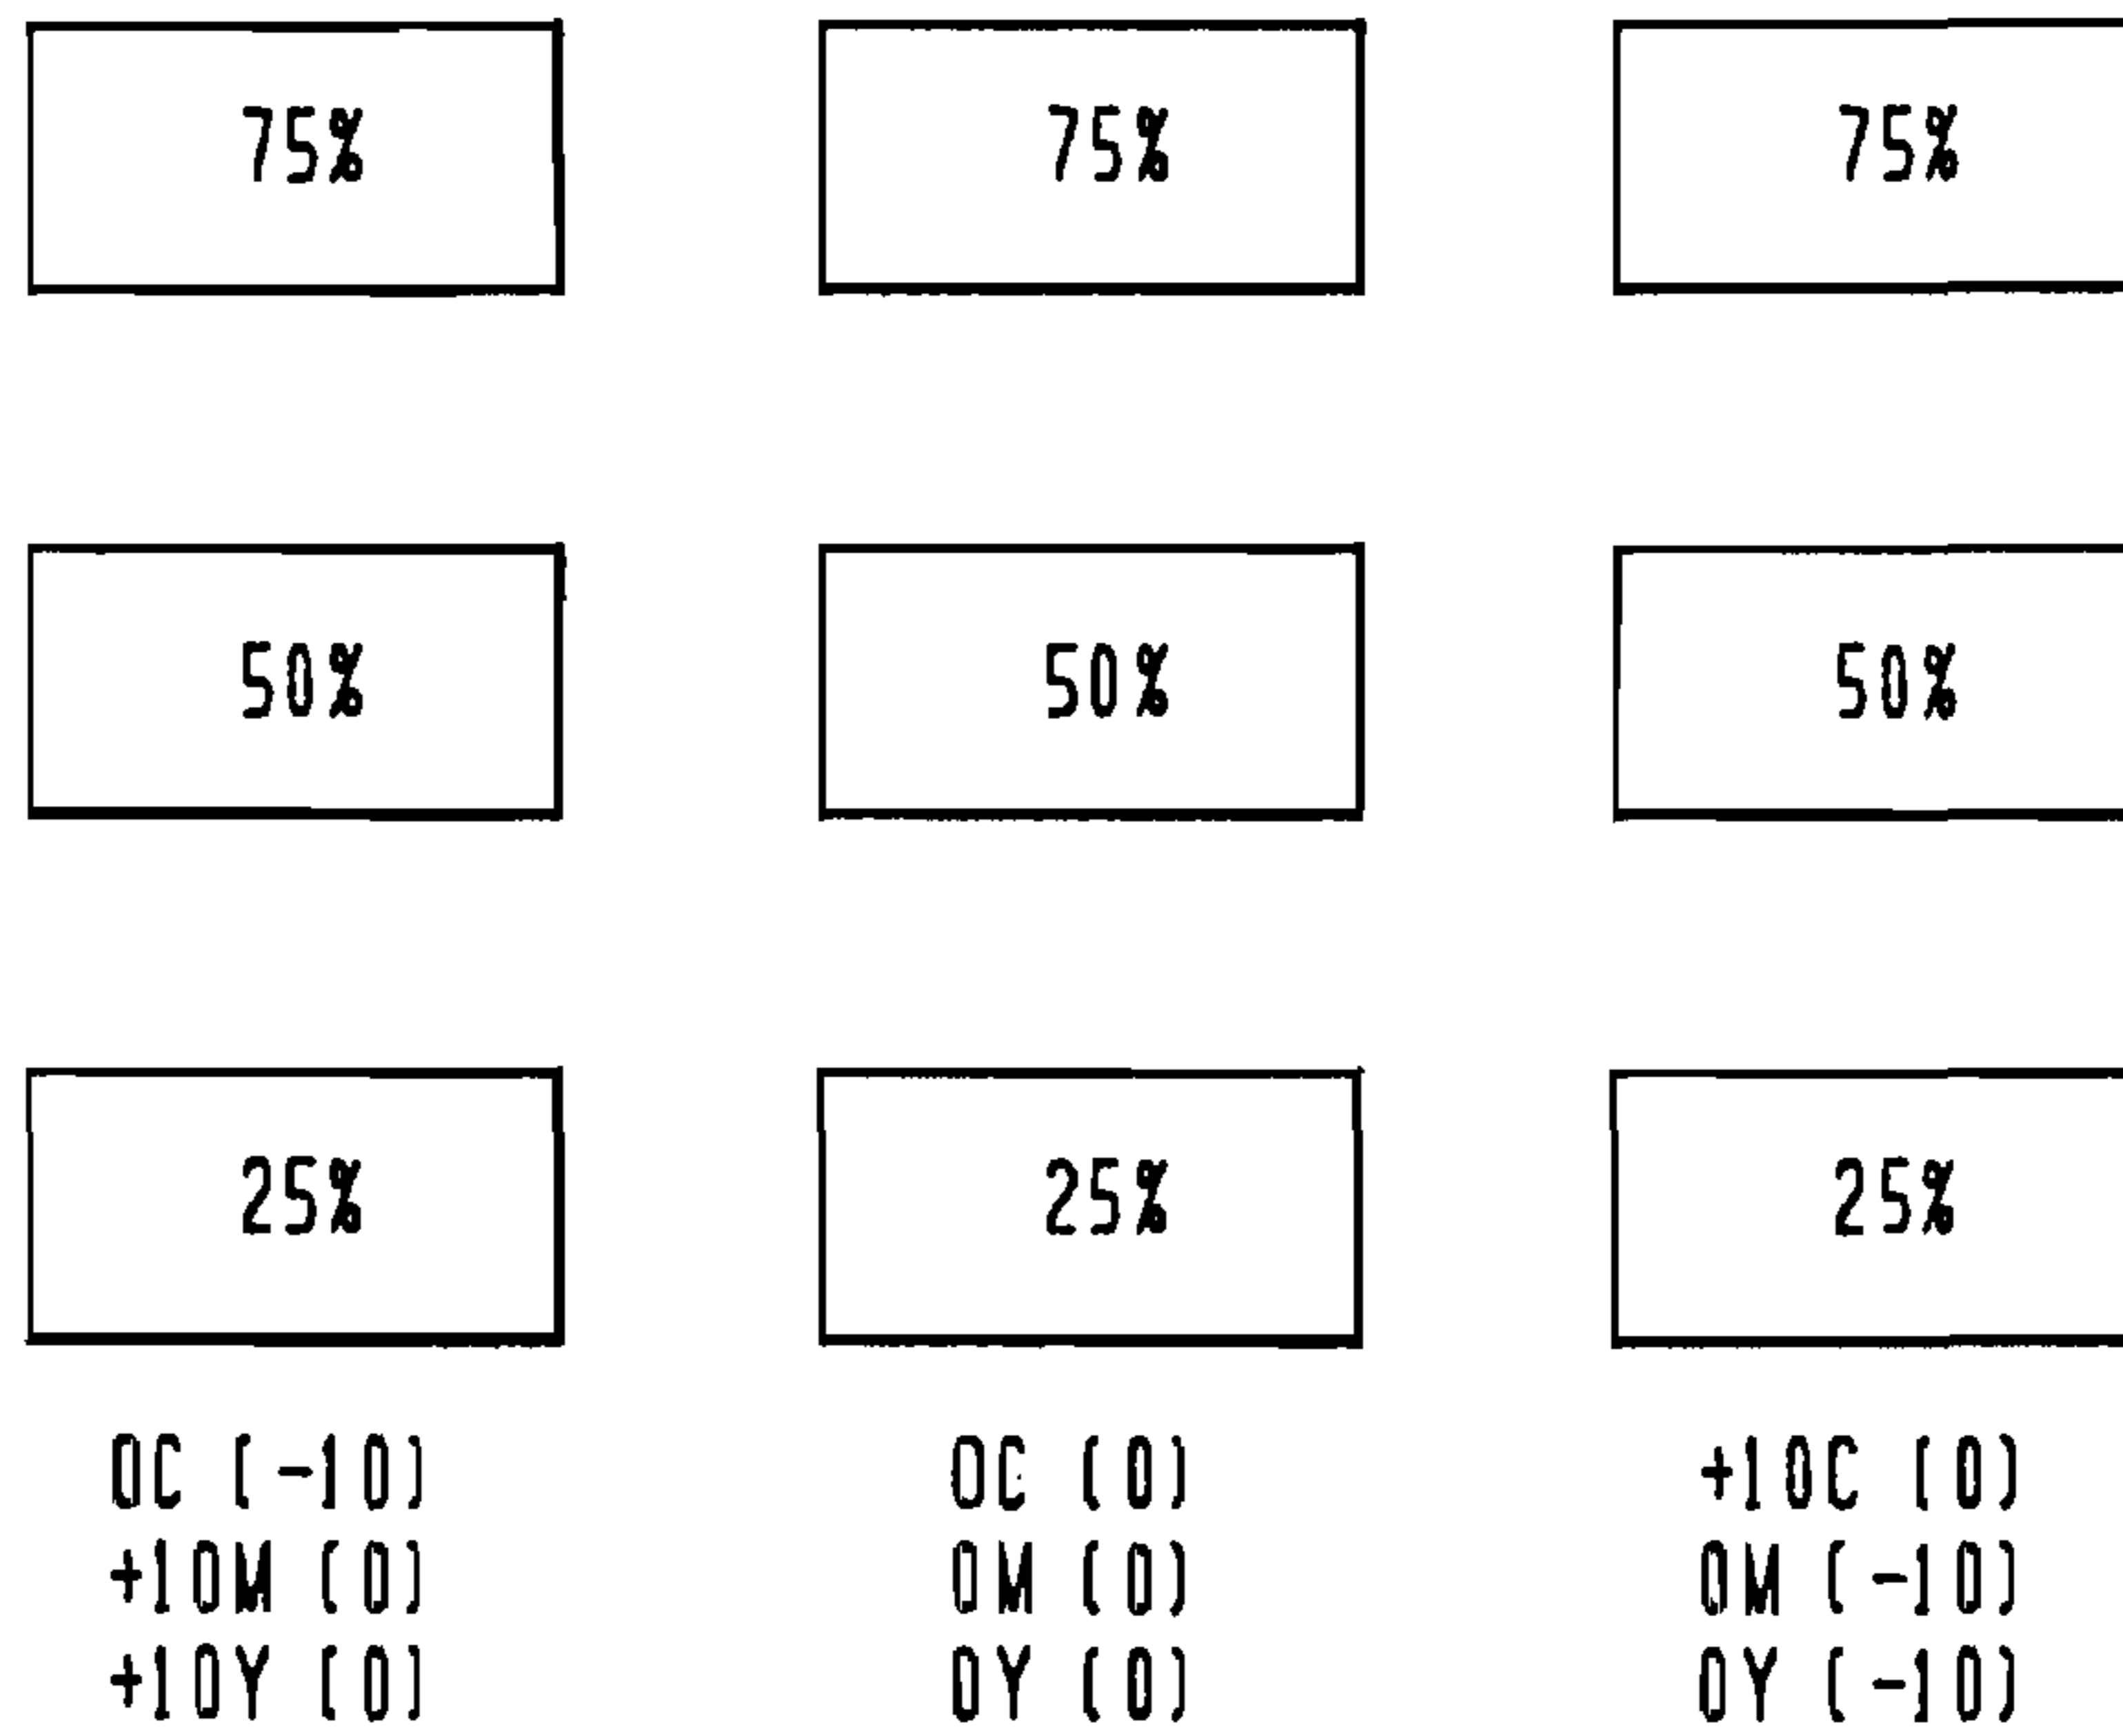 75% 75% 75%
50% 50% 50%
25% 25% 25%
0C (-10) 0C (0) +10C (0)
+10M (0) 0M (0) 0M (-10)
+10Y (0) 0Y (0) 0Y (-10)